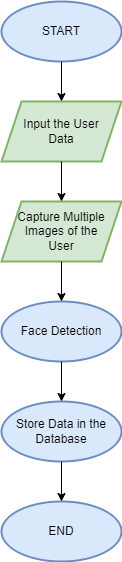 START
Input the User
Data
Capture Multiple
Images of the
User
Face Detection
Store Data in the
Database
END